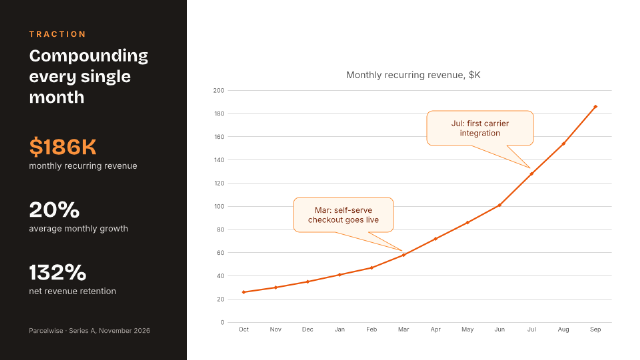 TRACTION
Compounding
every single
month
$186K
monthly recurring revenue
20%
average monthly growth
132%
net revenue retention
Parcelwise · Series A, November 2026
Monthly recurring revenue, $K
200
180
160
140
120
100
80
60
40
20
0
Jul: first carrier
integration
Mar: self-serve
checkout goes live
Oct Nov Dec Jan Feb Mar Apr May Jun Jul Aug Sep